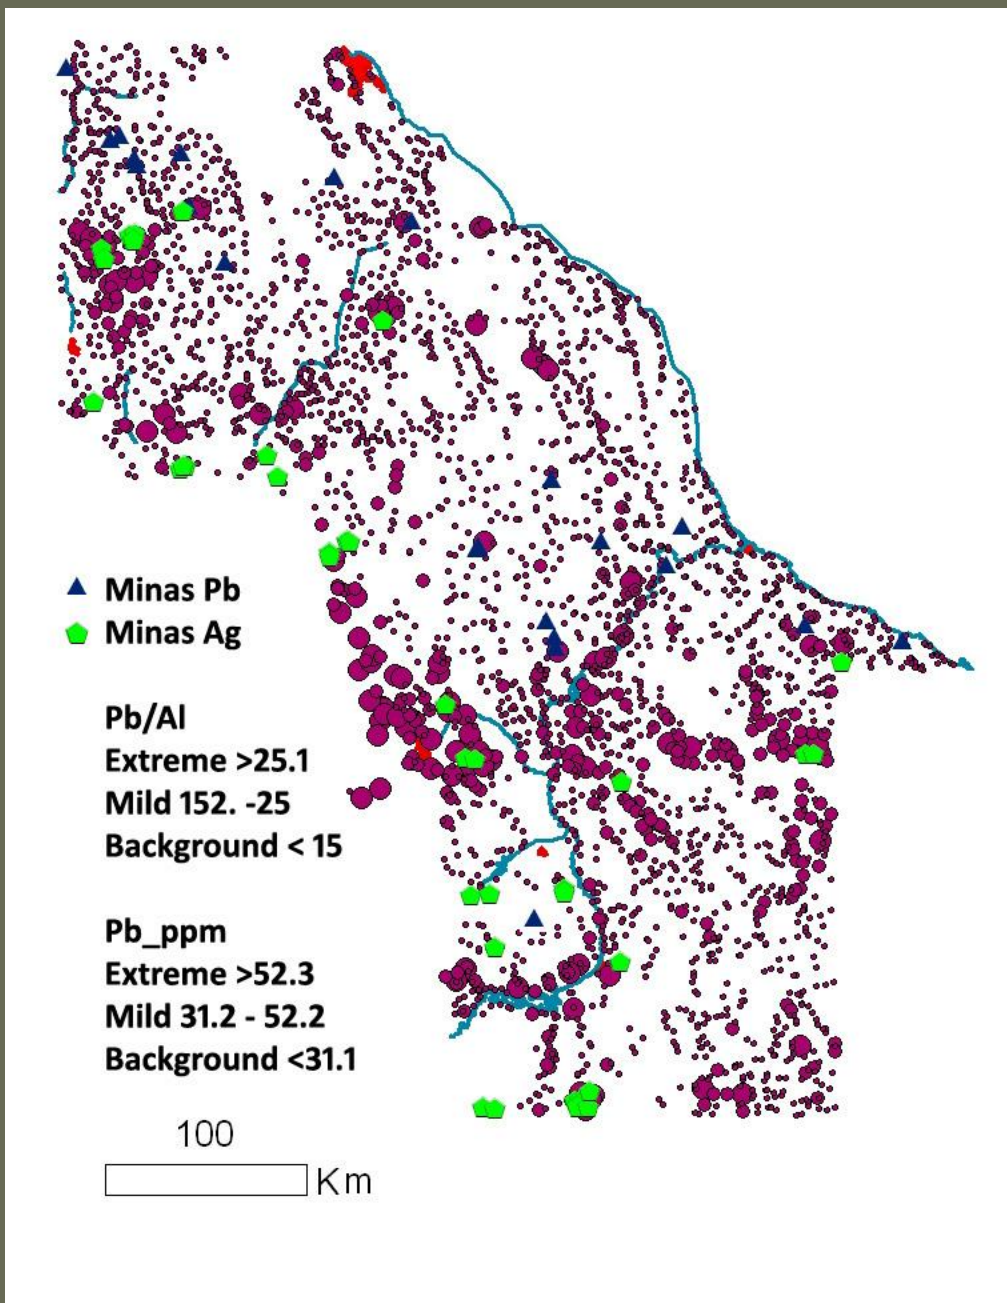 Minas Pb
Minas Ag
Pb/Al
Extreme >25.1
Mild 152. -25
Background < 15
Pb_ppm
Extreme >52.3
Mild 31.2 - 52.2
Background <31.1
100
Km